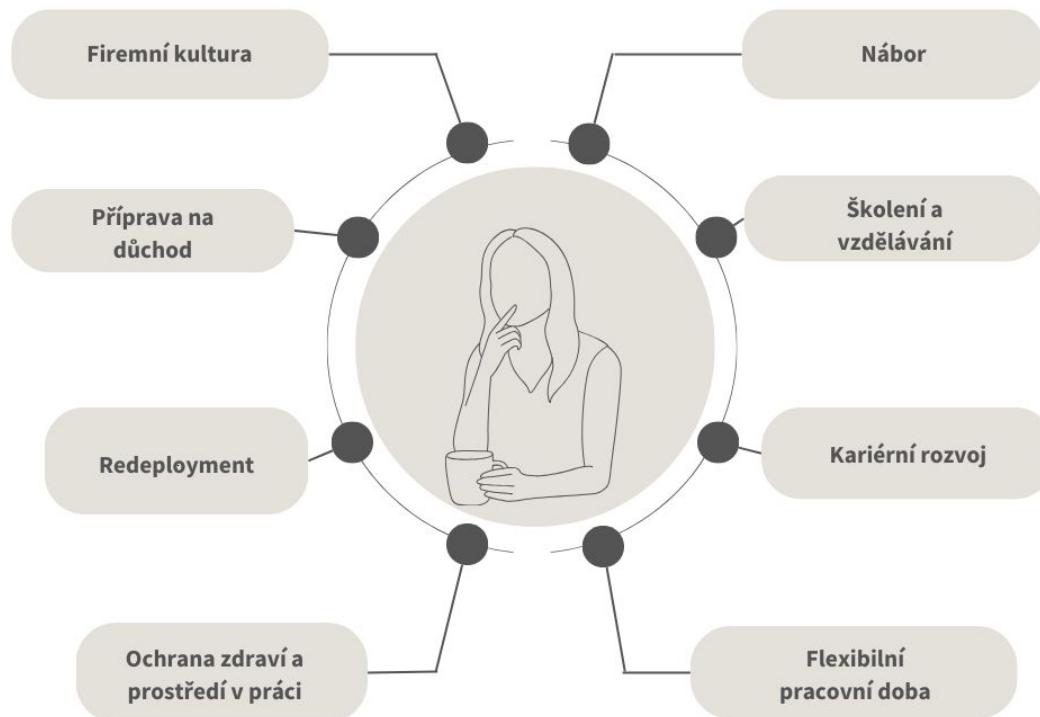 Firemní kultura
Nábor
Příprava na
důchod
Školení a
vzdělávání
Redeployment
Kariérní rozvoj
Ochrana zdraví a
prostředí v práci
Flexibilní
pracovní doba